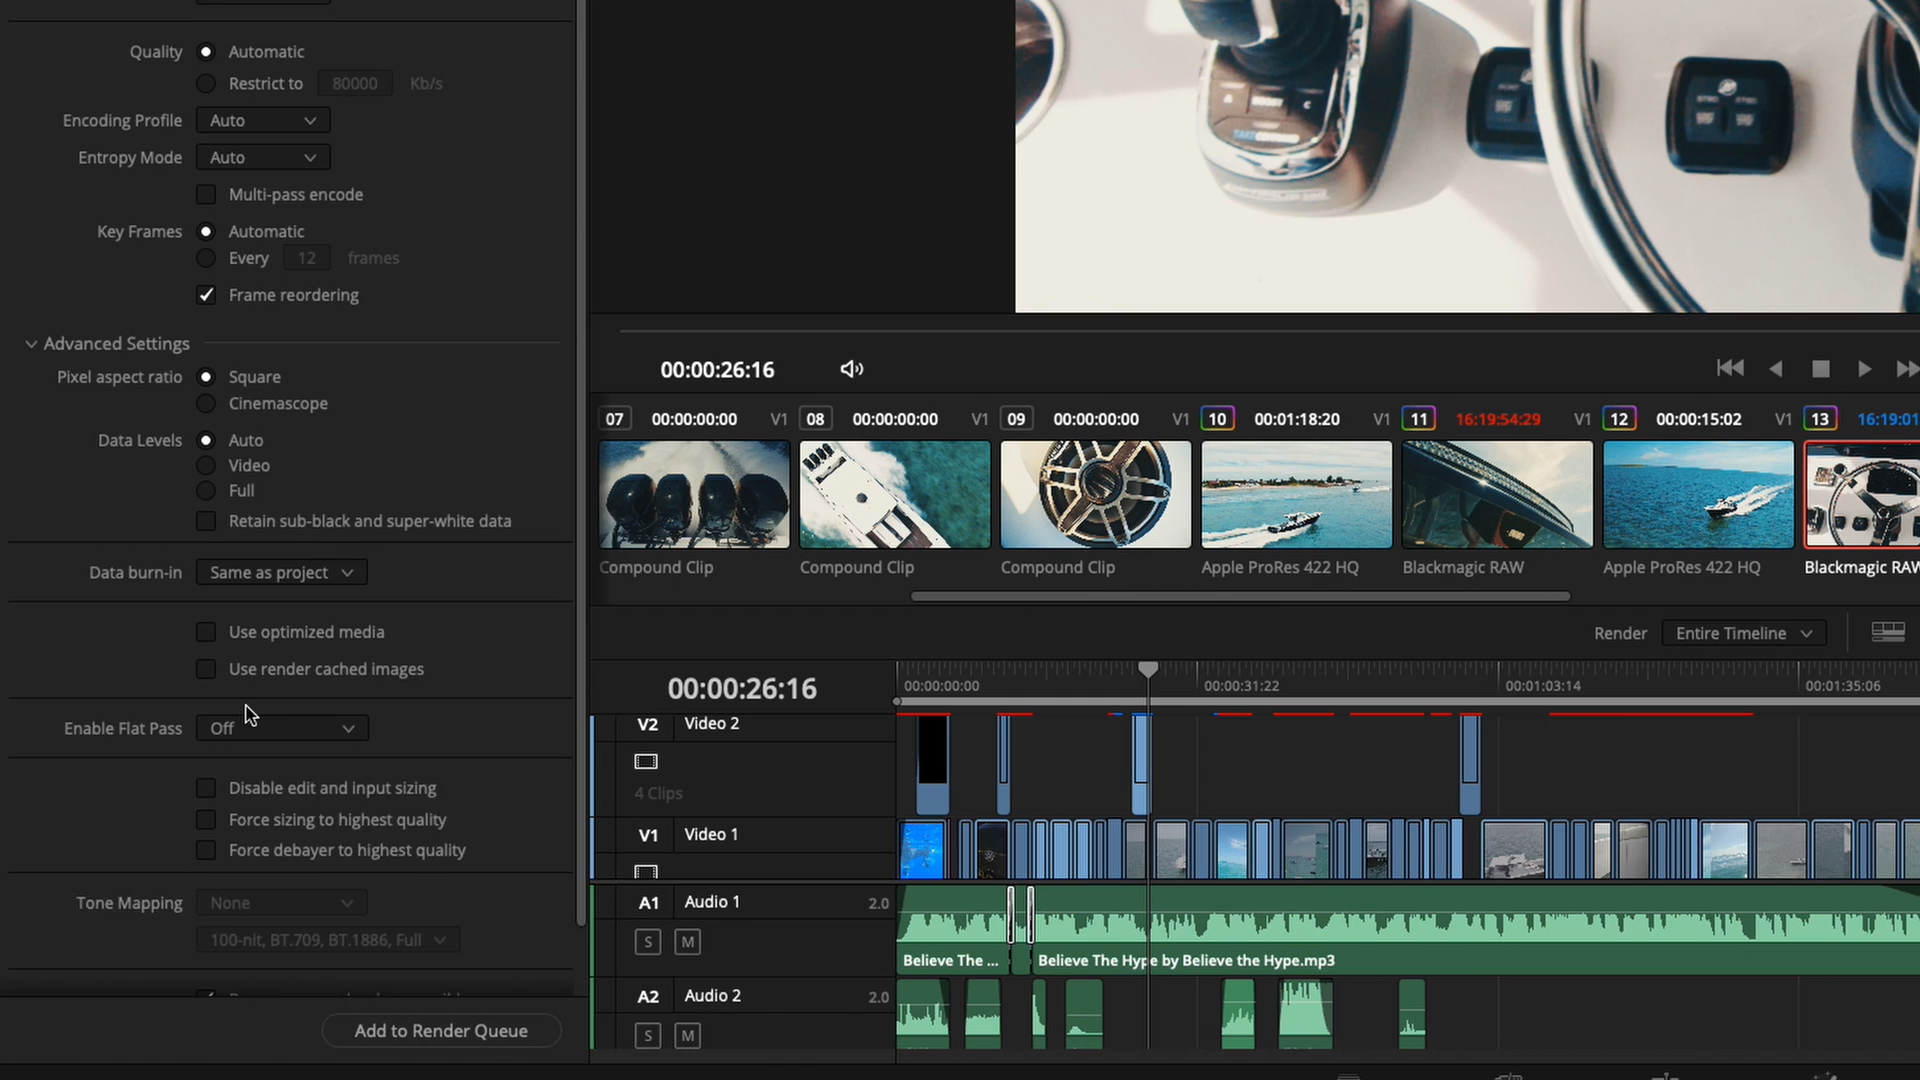 Quality Automatic
Restrict to 80000 Kb/s
Encoding Profile Auto
Entropy Mode Auto
Multi-pass encode
Key Frames Automatic
Every 12 frames
Frame reordering
Advanced Settings
Pixel aspect ratio Square
Cinemascope
Data Levels Auto
Video
Full
Retain sub-black and super-white data
Data burn-in Same as project
Use optimized media
Use render cached images
Enable Flat Pass Off
Disable edit and input sizing
Force sizing to highest quality
Force debayer to highest quality
Tone Mapping None
100-nit, BT.709, BT.1886, Full
Add to Render Queue
00:00:26:16
07 00:00:00:00 V1 08 00:00:00:00 V1 09 00:00:00:00 V1 10 00:01:18:20 V1 11 16:19:54:29 V1 12 00:00:15:02 V1 13 16:19:01
Compound Clip Compound Clip Compound Clip Apple ProRes 422 HQ Blackmagic RAW Apple ProRes 422 HQ Blackmagic RAW
Render Entire Timeline
00:00:26:16 00:00:00:00 00:00:31:22 00:01:03:14 00:01:35:06
V2 Video 2
4 Clips
V1 Video 1
A1 Audio 1 2.0
S M
Believe The ... Believe The Hype by Believe the Hype.mp3
A2 Audio 2 2.0
S M